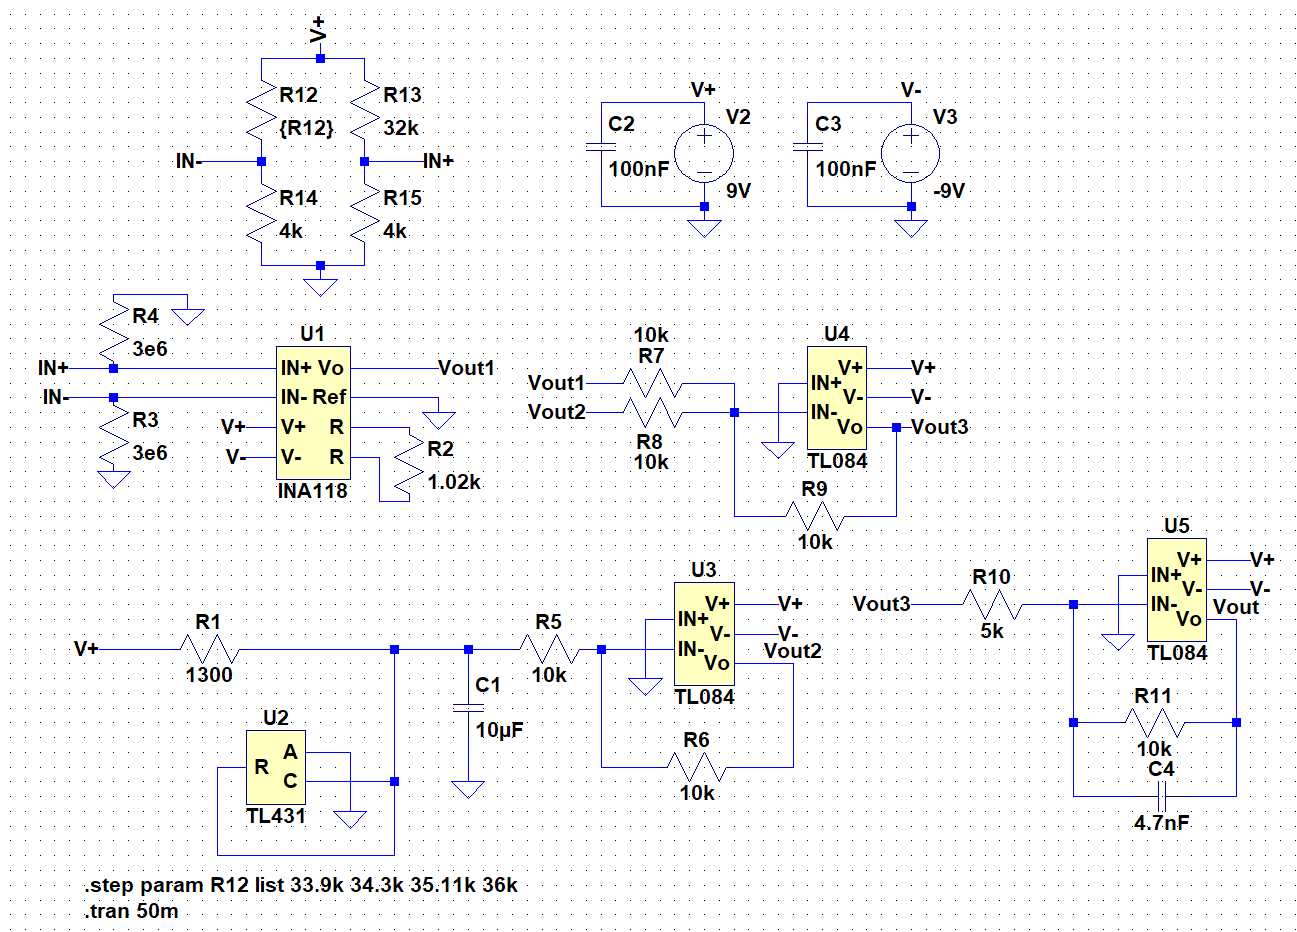 V+
R12
{R12}
R13
32k
IN-
IN+
R14
4k
R15
4k
V+
C2
100nF
V2
9V
V-
C3
100nF
V3
-9V
R4
3e6
IN+
IN-
R3
3e6
V+
V-
U1
IN+ Vo
IN- Ref
V+ R
V- R
INA118
Vout1
R2
1.02k
10k
R7
Vout1
Vout2
R8
10k
U4
V+
IN+
V-
IN-
Vo
TL084
V+
V-
Vout3
R9
10k
V+
R1
1300
U2
A
R
C
TL431
C1
10µF
R5
10k
U3
V+
IN+
V-
IN-
Vo
TL084
V+
V-
Vout2
R6
10k
Vout3
R10
5k
U5
V+
IN+
V-
IN-
Vo
TL084
V+
V-
Vout
R11
10k
C4
4.7nF
.step param R12 list 33.9k 34.3k 35.11k 36k
.tran 50m